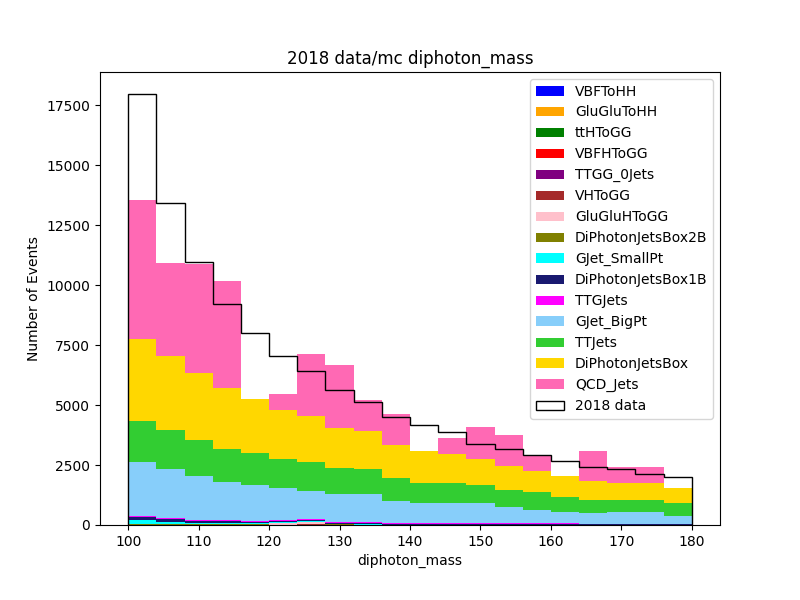 2018 data/mc diphoton_mass
Number of Events
17500
15000
12500
10000
7500
5000
2500
0
100
110
120
130
140
150
160
170
180
diphoton_mass
VBFToHH
GluGluToHH
ttHToGG
VBFHToGG
TTGG_0Jets
VHToGG
GluGluHToGG
DiPhotonJetsBox2B
GJet_SmallPt
DiPhotonJetsBox1B
TTGJets
GJet_BigPt
TTJets
DiPhotonJetsBox
QCD_Jets
2018 data